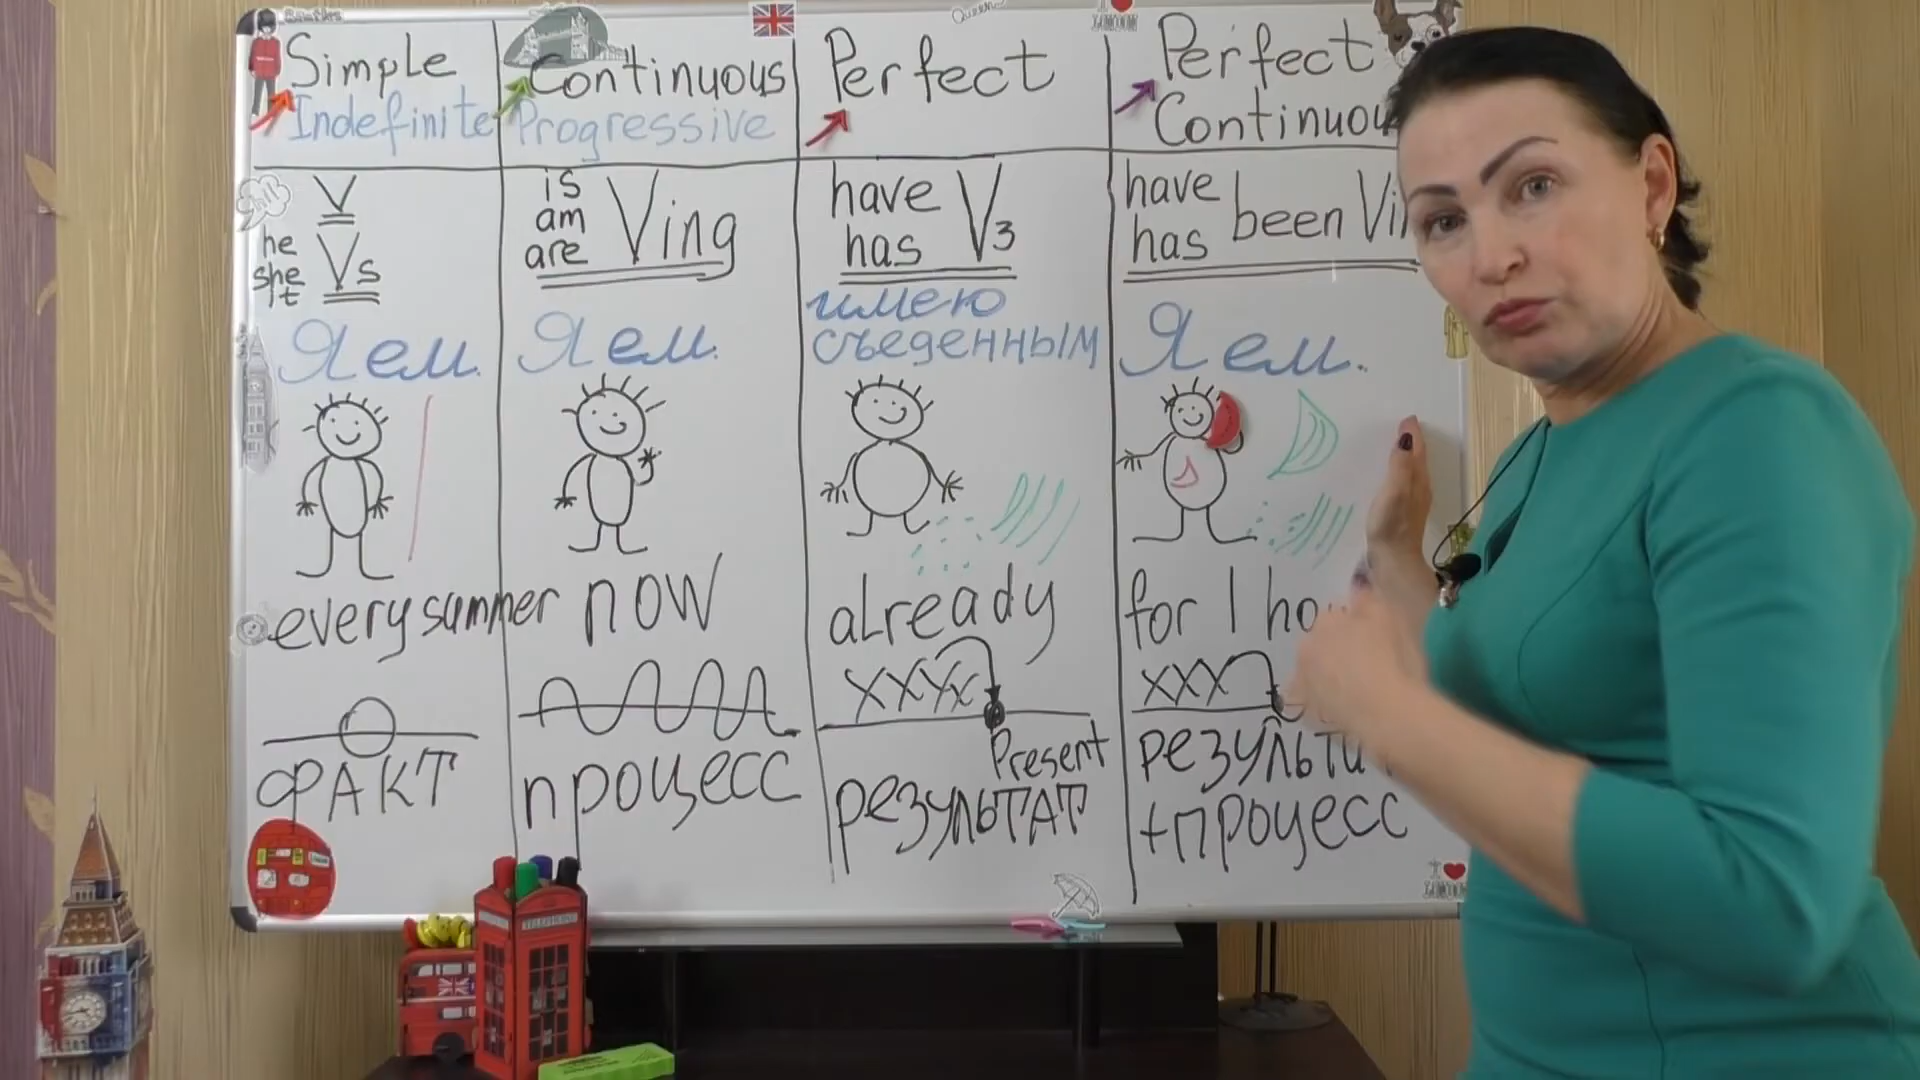 Simple
Indefinite
Continuous
Progressive
Perfect
Perfect
Continuou
V
he
she
it
Vs
is
am
are
Ving
have
has
V3
have
has
been Vi
Я ем.
Я ем.
имею
съеденным
Я ем.
every summer
now
already
for 1 ho
xxxx
xxx
Present
ФАКТ
процесс
результат
результ
+процесс
Queen
TELEPHONE